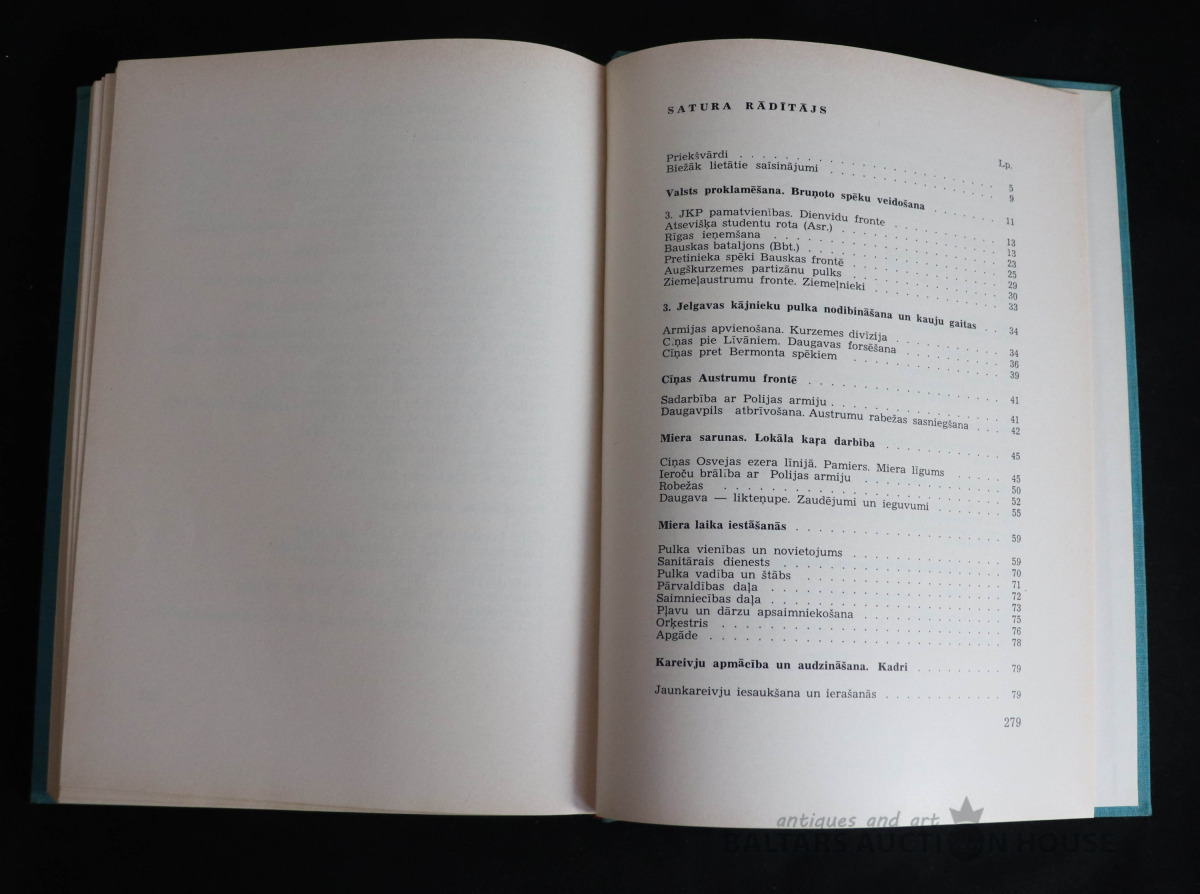 SATURA RĀDĪTĀJS
Lp.
Priekšvārdi . . . . . . . . . . . . . . . . 5
Biežāk lietātie saīsinājumi . . . . . . . . . . . 9
Valsts proklamēšana. Bruņoto spēku veidošana . . . . . 11
3. JKP pamatvienības. Dienvidu fronte . . . . . . . 13
Atsevišķa studentu rota (Asr.) . . . . . . . . . . 13
Rīgas ieņemšana . . . . . . . . . . . . . . 23
Bauskas bataljons (Bbt.) . . . . . . . . . . . . 25
Pretinieka spēki Bauskas frontē . . . . . . . . . 29
Augškurzemes partizānu pulks . . . . . . . . . . 30
Ziemeļaustrumu fronte. Ziemeļnieki . . . . . . . . 33
3. Jelgavas kājnieku pulka nodibināšana un kauju gaitas . . 34
Armijas apvienošana. Kurzemes divīzija . . . . . . . 34
Cīņas pie Līvāniem. Daugavas forsēšana . . . . . . 36
Cīņas pret Bermonta spēkiem . . . . . . . . . . 39
Cīņas Austrumu frontē . . . . . . . . . . . . 41
Sadarbība ar Polijas armiju . . . . . . . . . . . 41
Daugavpils atbrīvošana. Austrumu rabežas sasniegšana . . . 42
Miera sarunas. Lokāla kaŗa darbība . . . . . . . . 45
Cīņas Osvejas ezera līnijā. Pamiers. Miera līgums . . . . 45
Ieroču brālība ar Polijas armiju . . . . . . . . . 50
Robežas . . . . . . . . . . . . . . . . . 52
Daugava — likteņupe. Zaudējumi un ieguvumi . . . . . 55
Miera laika iestāšanās . . . . . . . . . . . . . 59
Pulka vienības un novietojums . . . . . . . . . . 59
Sanitārais dienests . . . . . . . . . . . . . . 70
Pulka vadība un štābs . . . . . . . . . . . . . 71
Pārvaldības daļa . . . . . . . . . . . . . . . 72
Saimniecības daļa . . . . . . . . . . . . . . . 73
Pļavu un dārzu apsaimniekošana . . . . . . . . . 75
Orķestris . . . . . . . . . . . . . . . . . 76
Apgāde . . . . . . . . . . . . . . . . . . 78
Kareivju apmācība un audzināšana. Kadri . . . . . . 79
Jaunkareivju iesaukšana un ierašanās . . . . . . . . 79
279
antiques and art
BALTARS AUCTION HOUSE